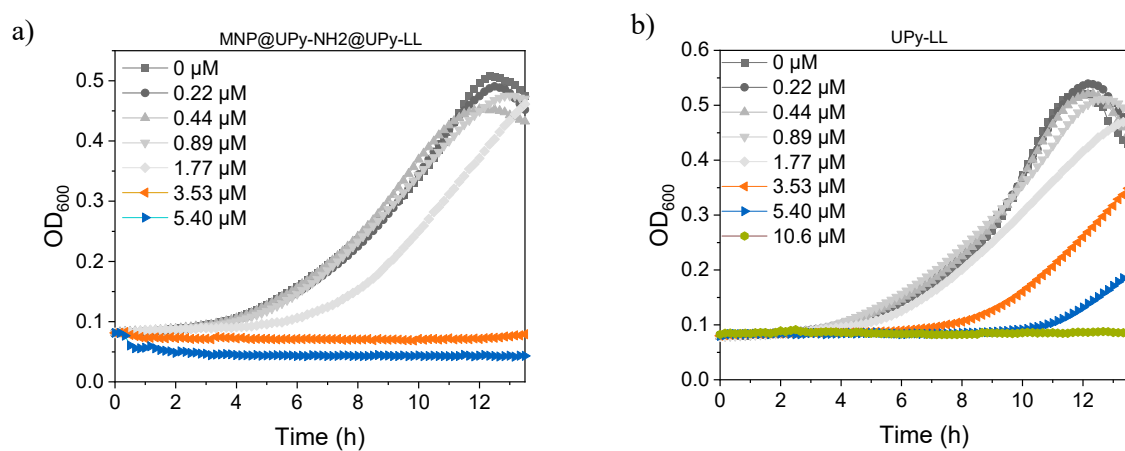 a)
MNP@UPy-NH2@UPy-LL
0 µM
0.22 µM
0.44 µM
0.89 µM
1.77 µM
3.53 µM
5.40 µM
OD600
0.5
0.4
0.3
0.2
0.1
0.0
0 2 4 6 8 10 12
Time (h)
b)
UPy-LL
0 µM
0.22 µM
0.44 µM
0.89 µM
1.77 µM
3.53 µM
5.40 µM
10.6 µM
OD600
0.6
0.5
0.4
0.3
0.2
0.1
0.0
0 2 4 6 8 10 12
Time (h)